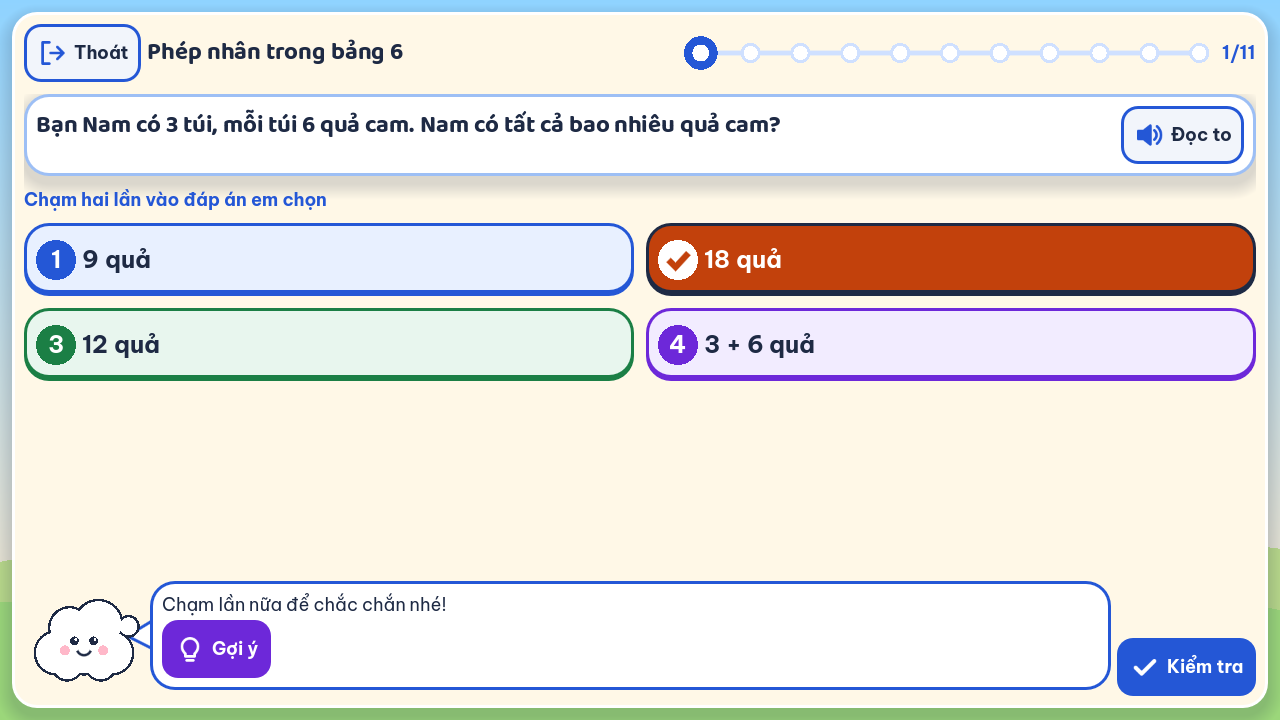 Thoát
Phép nhân trong bảng 6
1/11
Bạn Nam có 3 túi, mỗi túi 6 quả cam. Nam có tất cả bao nhiêu quả cam?
Đọc to
Chạm hai lần vào đáp án em chọn
1 9 quả
18 quả
3 12 quả
4 3 + 6 quả
Chạm lần nữa để chắc chắn nhé!
Gợi ý
Kiểm tra